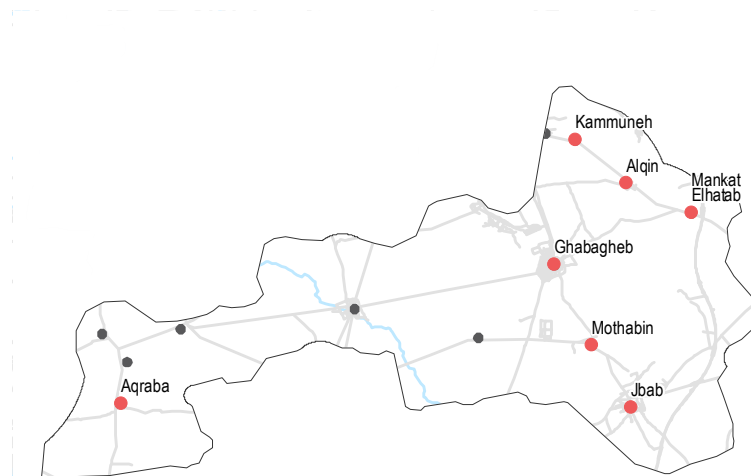 Kammuneh
Alqin
Mankat
Elhatab
Ghabagheb
Mothabin
Jbab
Aqraba